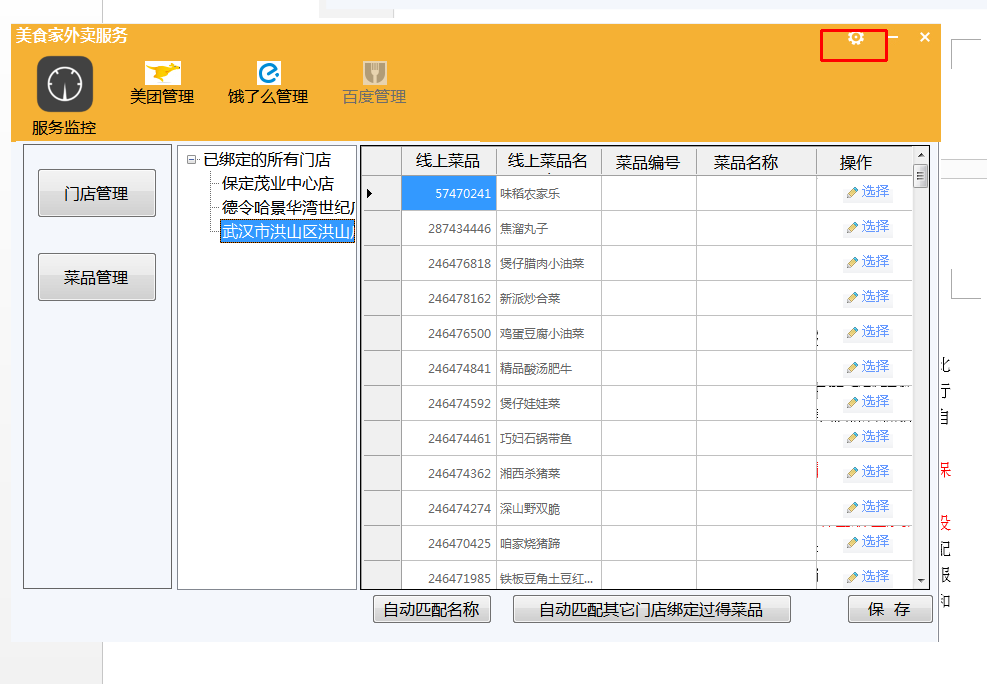 美食家外卖服务
服务监控
美团管理
饿了么管理
百度管理
门店管理
菜品管理
已绑定的所有门店
保定茂业中心店
德令哈景华湾世纪
武汉市洪山区洪山
线上菜品 线上菜品名 菜品编号 菜品名称 操作
57470241 味稻农家乐 选择
287434446 焦溜丸子 选择
246476818 煲仔腊肉小油菜 选择
246478162 新派炒合菜 选择
246476500 鸡蛋豆腐小油菜 选择
246474841 精品酸汤肥牛 选择
246474592 煲仔娃娃菜 选择
246474461 巧妇石锅带鱼 选择
246474362 湘西杀猪菜 选择
246474274 深山野双脆 选择
246470425 咱家烧猪蹄 选择
246471985 铁板豆角土豆红... 选择
自动匹配名称
自动匹配其它门店绑定过得菜品
保 存